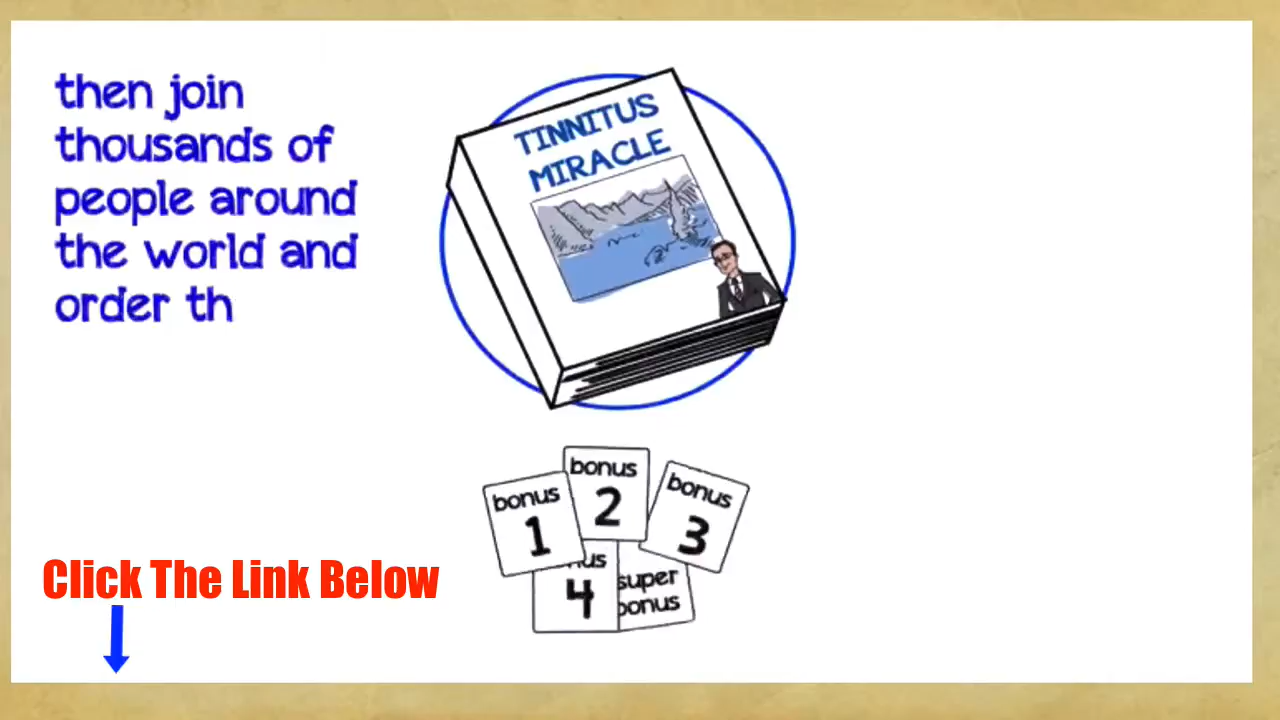 then join
thousands of
people around
the world and
order th
TINNITUS
MIRACLE
bonus
2
bonus
1
bonus
3
nus
4
super
bonus
Click The Link Below